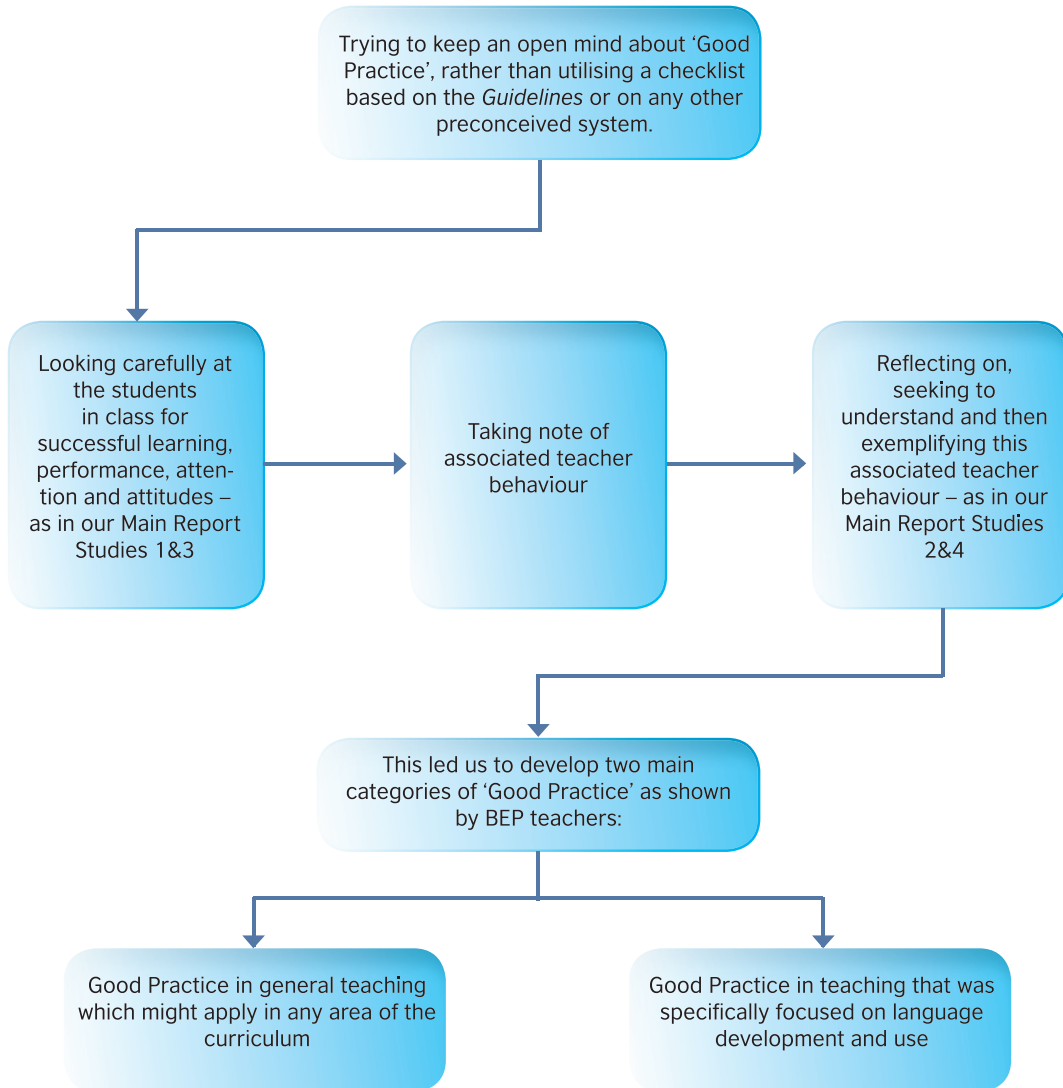 Trying to keep an open mind about ‘Good
Practice’, rather than utilising a checklist
based on the Guidelines or on any other
preconceived system.
Looking carefully at
the students
in class for
successful learning,
performance, atten-
tion and attitudes –
as in our Main Report
Studies 1&3
Taking note of
associated teacher
behaviour
Reflecting on,
seeking to
understand and then
exemplifying this
associated teacher
behaviour – as in our
Main Report Studies
2&4
This led us to develop two main
categories of ‘Good Practice’ as shown
by BEP teachers:
Good Practice in general teaching
which might apply in any area of the
curriculum
Good Practice in teaching that was
specifically focused on language
development and use